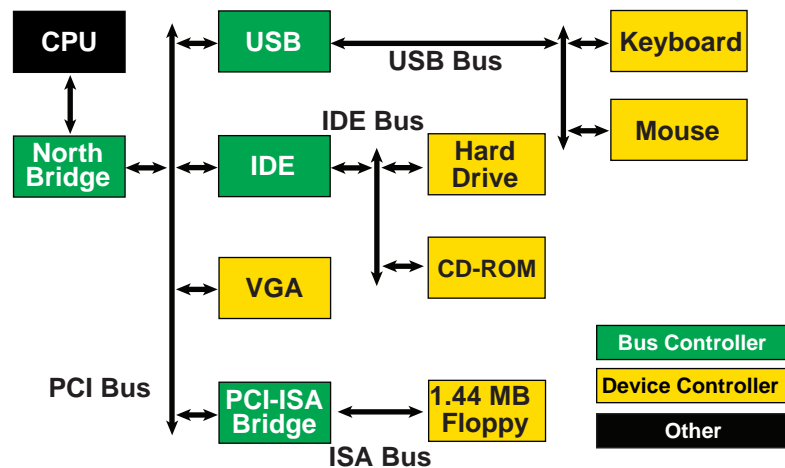 CPU
USB
Keyboard
USB Bus
Mouse
IDE Bus
North
Bridge
IDE
Hard
Drive
VGA
CD-ROM
PCI Bus
PCI-ISA
Bridge
1.44 MB
Floppy
ISA Bus
Bus Controller
Device Controller
Other